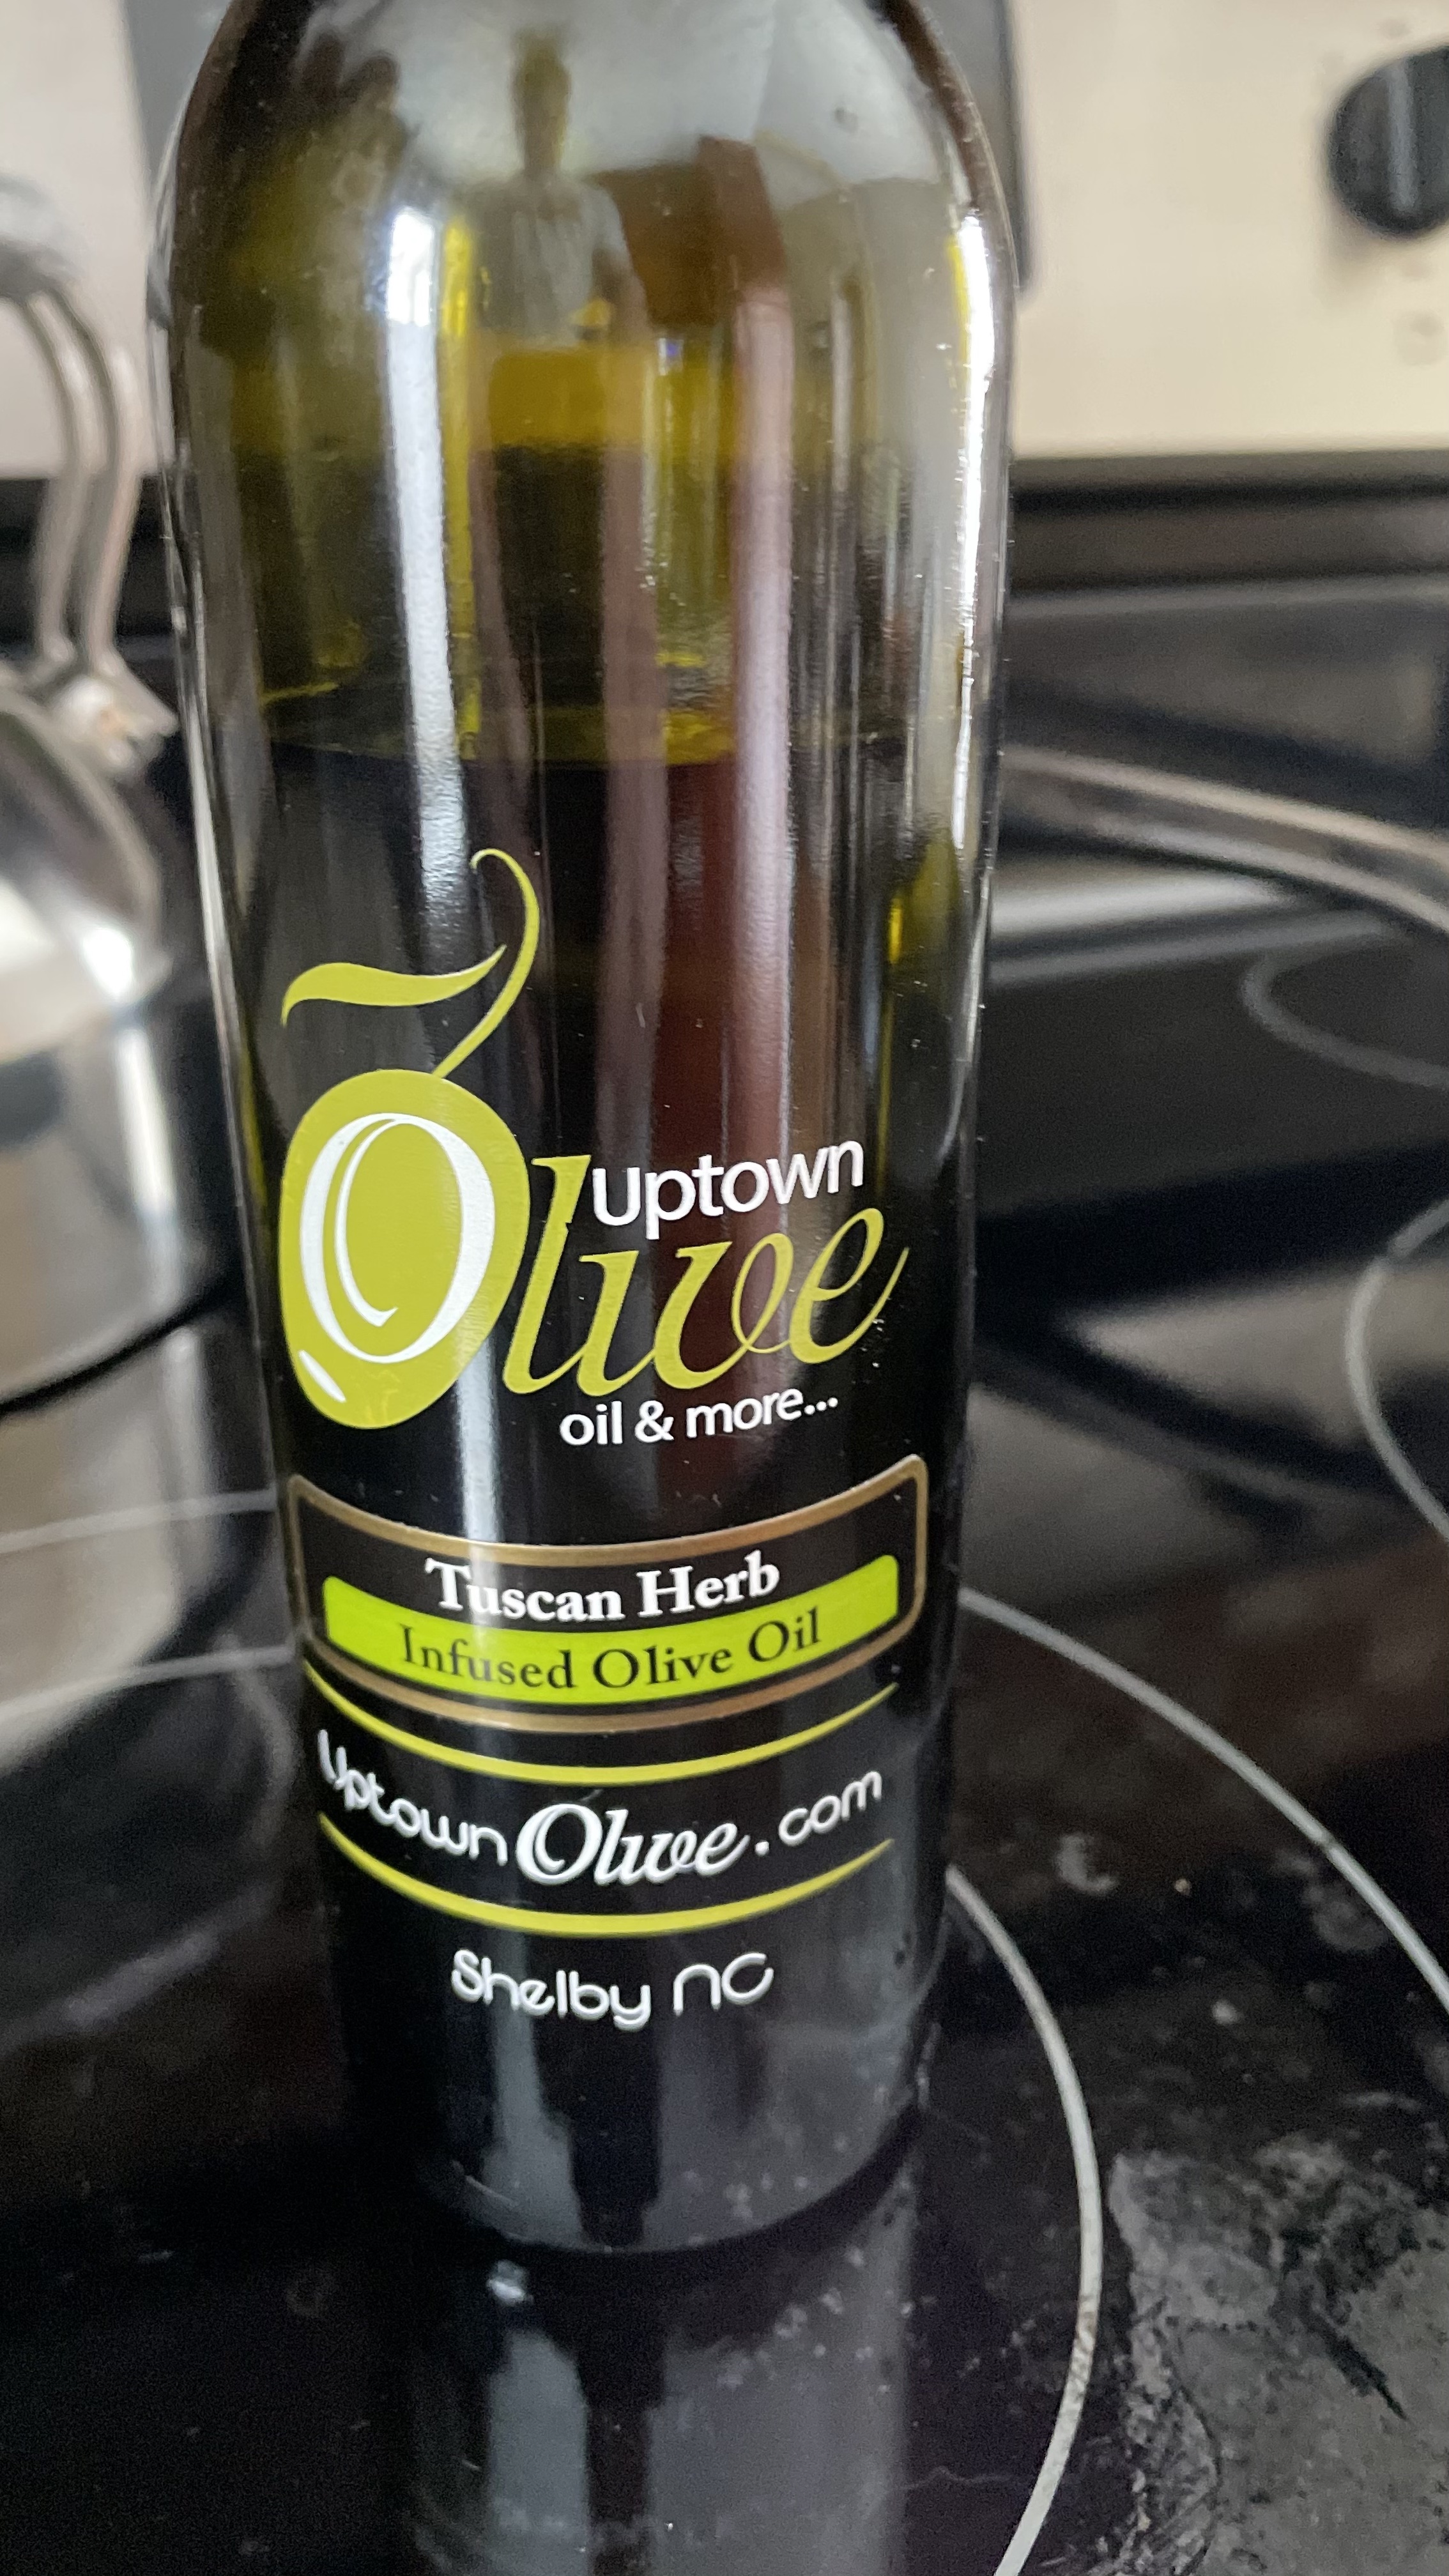 Uptown
Olive
oil & more...
Tuscan Herb
Infused Olive Oil
UptownOlive.com
Shelby NC